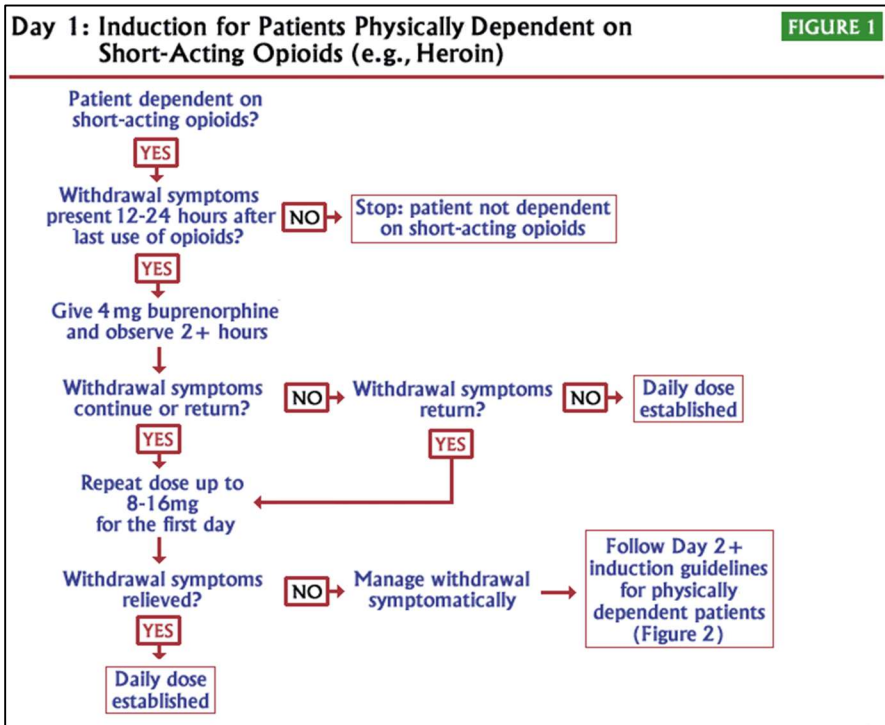 Day 1: Induction for Patients Physically Dependent on
Short-Acting Opioids (e.g., Heroin)
FIGURE 1
Patient dependent on
short-acting opioids?
YES
Withdrawal symptoms
present 12-24 hours after
last use of opioids?
NO
Stop: patient not dependent
on short-acting opioids
YES
Give 4 mg buprenorphine
and observe 2+ hours
Withdrawal symptoms
continue or return?
NO
Withdrawal symptoms
return?
NO
Daily dose
established
YES
YES
Repeat dose up to
8-16mg
for the first day
Withdrawal symptoms
relieved?
NO
Manage withdrawal
symptomatically
Follow Day 2+
induction guidelines
for physically
dependent patients
(Figure 2)
YES
Daily dose
established